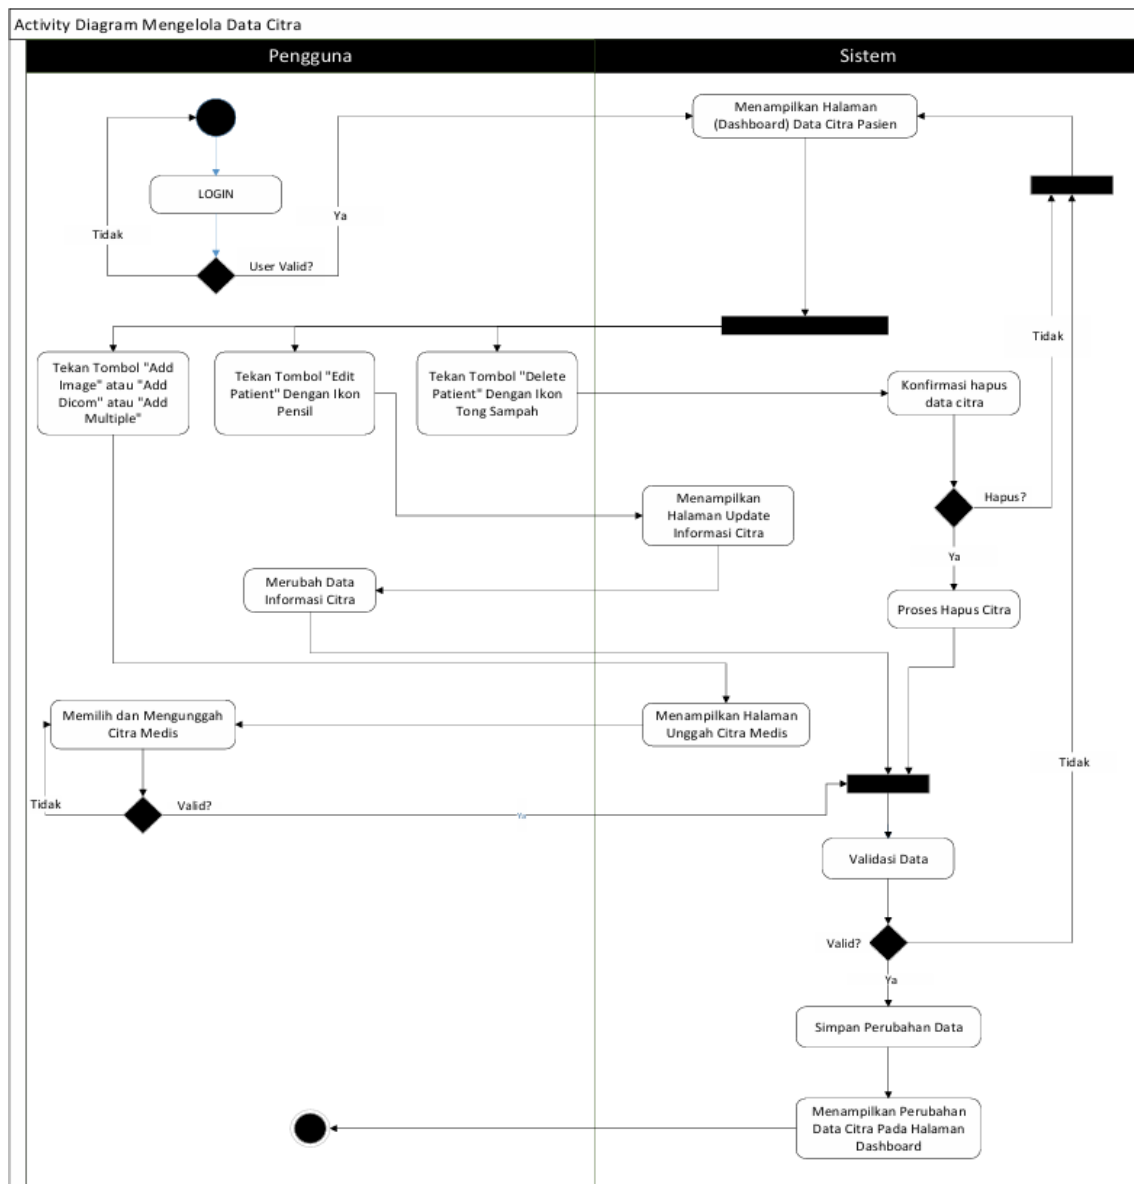 Activity Diagram Mengelola Data Citra
Pengguna
Sistem
Menampilkan Halaman
(Dashboard) Data Citra Pasien
LOGIN
Ya
Tidak
User Valid?
Tidak
Tekan Tombol "Add
Image" atau "Add
Dicom" atau "Add
Multiple"
Tekan Tombol "Edit
Patient" Dengan Ikon
Pensil
Tekan Tombol "Delete
Patient" Dengan Ikon
Tong Sampah
Konfirmasi hapus
data citra
Hapus?
Menampilkan
Halaman Update
Informasi Citra
Ya
Merubah Data
Informasi Citra
Proses Hapus Citra
Memilih dan Mengunggah
Citra Medis
Menampilkan Halaman
Unggah Citra Medis
Tidak
Tidak
Valid?
Ya
Validasi Data
Valid?
Ya
Simpan Perubahan Data
Menampilkan Perubahan
Data Citra Pada Halaman
Dashboard